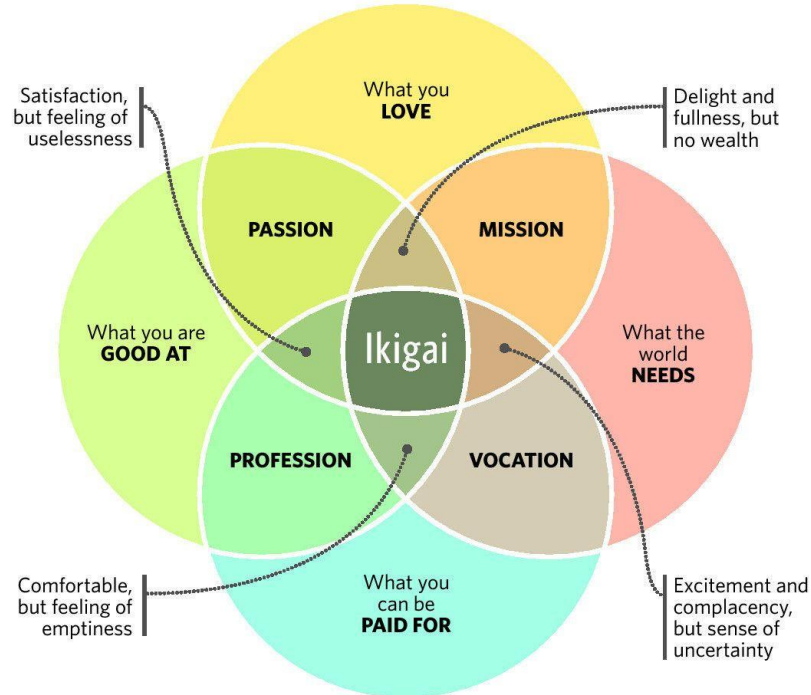 What you
LOVE
Satisfaction,
but feeling of
uselessness
Delight and
fullness, but
no wealth
PASSION
MISSION
What you are
GOOD AT
Ikigai
What the
world
NEEDS
PROFESSION
VOCATION
Comfortable,
but feeling of
emptiness
What you
can be
PAID FOR
Excitement and
complacency,
but sense of
uncertainty